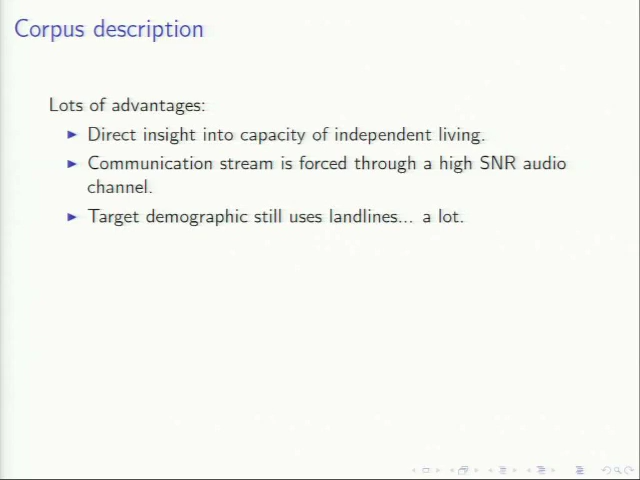 Corpus description
Lots of advantages:
Direct insight into capacity of independent living.
Communication stream is forced through a high SNR audio
channel.
Target demographic still uses landlines... a lot.